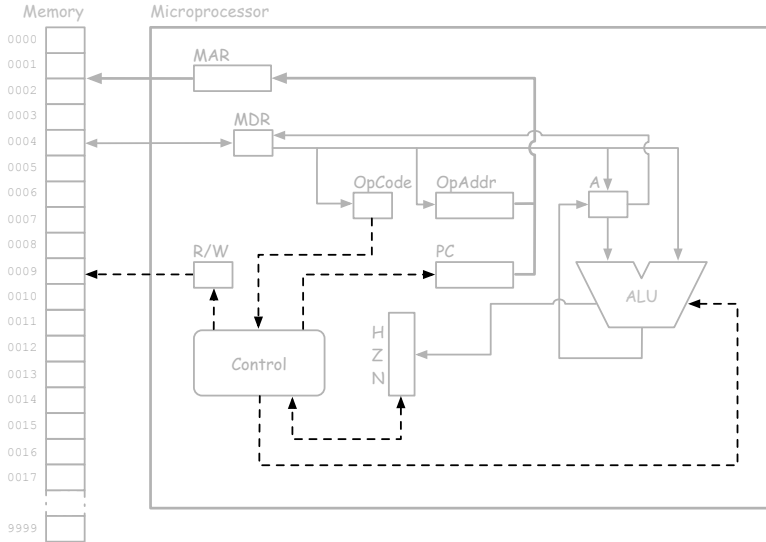 Memory Microprocessor
0000
0001
MAR
0002
0003
MDR
0004
0005
OpCode OpAddr A
0006
0007
0008
R/W PC
0009
0010
ALU
0011
H
0012
Z
Control
0013
N
0014
0015
0016
0017
9999